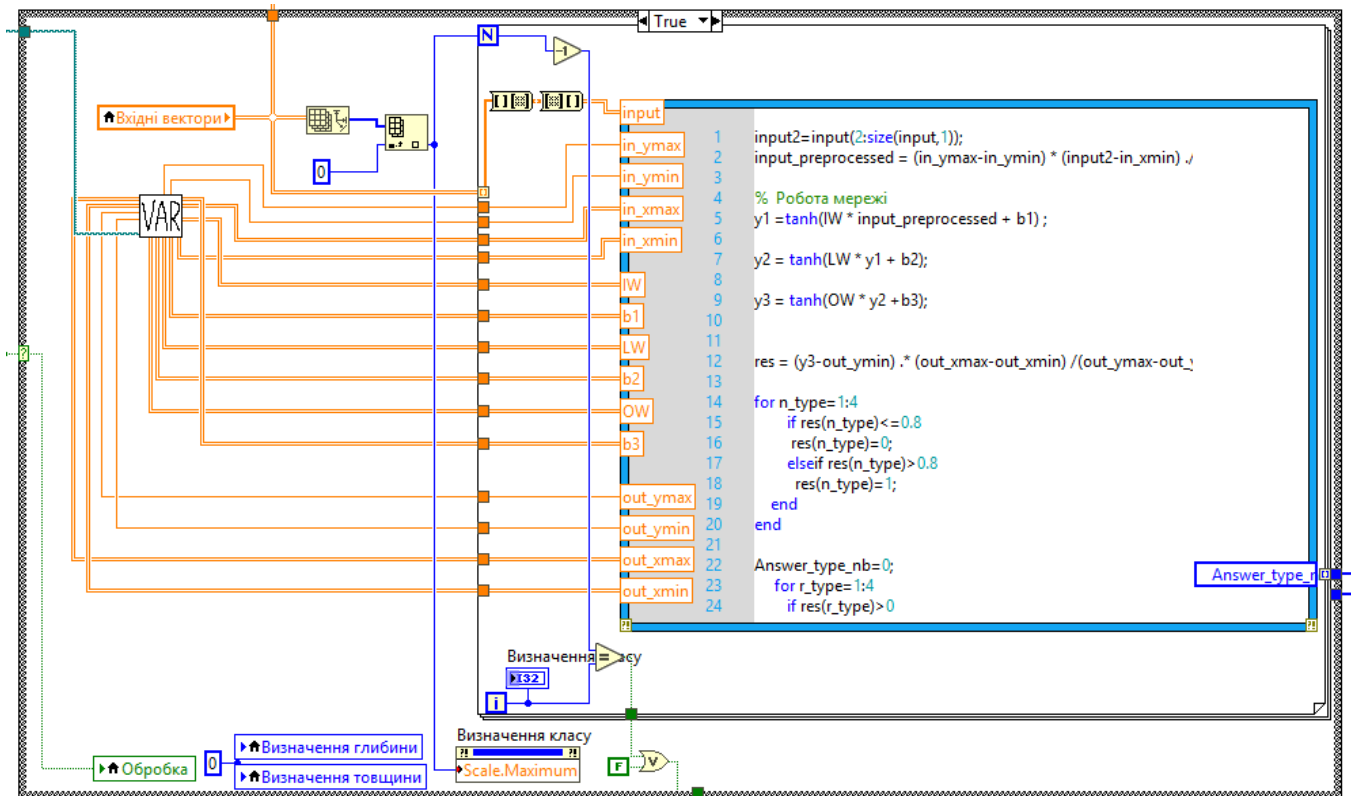 True
N
-1
Вхідні вектори
0
VAR
input
in_ymax
in_ymin
in_xmax
in_xmin
IW
b1
LW
b2
OW
b3
out_ymax
out_ymin
out_xmax
out_xmin
1 input2=input(2:size(input,1));
2 input_preprocessed = (in_ymax-in_ymin) * (input2-in_xmin) ./
3
4 % Робота мережі
5 y1 =tanh(IW * input_preprocessed + b1) ;
6
7 y2 = tanh(LW * y1 + b2);
8
9 y3 = tanh(OW * y2 +b3);
10
11
12 res = (y3-out_ymin) .* (out_xmax-out_xmin) /(out_ymax-out_y
13
14 for n_type=1:4
15 if res(n_type)<=0.8
16 res(n_type)=0;
17 elseif res(n_type)>0.8
18 res(n_type)=1;
19 end
20 end
21
22 Answer_type_nb=0;
23 for r_type=1:4
24 if res(r_type)>0
Answer_type_n
?
Визначення = асу
I32
i
Визначення класу
Scale.Maximum
Обробка
0
Визначення глибини
Визначення товщини
F
V